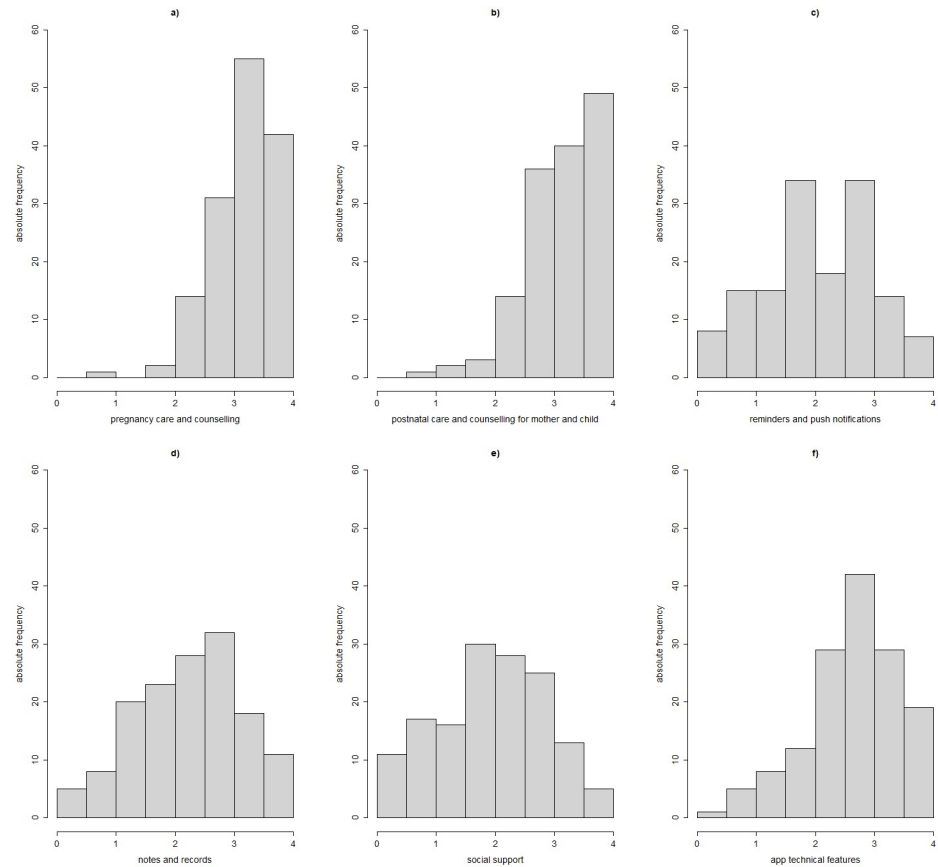 a)
b)
c)
absolute frequency
0 10 20 30 40 50 60
absolute frequency
0 10 20 30 40 50 60
absolute frequency
0 10 20 30 40 50 60
0 1 2 3 4
0 1 2 3 4
0 1 2 3 4
pregnancy care and counselling
postnatal care and counselling for mother and child
reminders and push notifications
d)
e)
f)
absolute frequency
0 10 20 30 40 50 60
absolute frequency
0 10 20 30 40 50 60
absolute frequency
0 10 20 30 40 50 60
0 1 2 3 4
0 1 2 3 4
0 1 2 3 4
notes and records
social support
app technical features